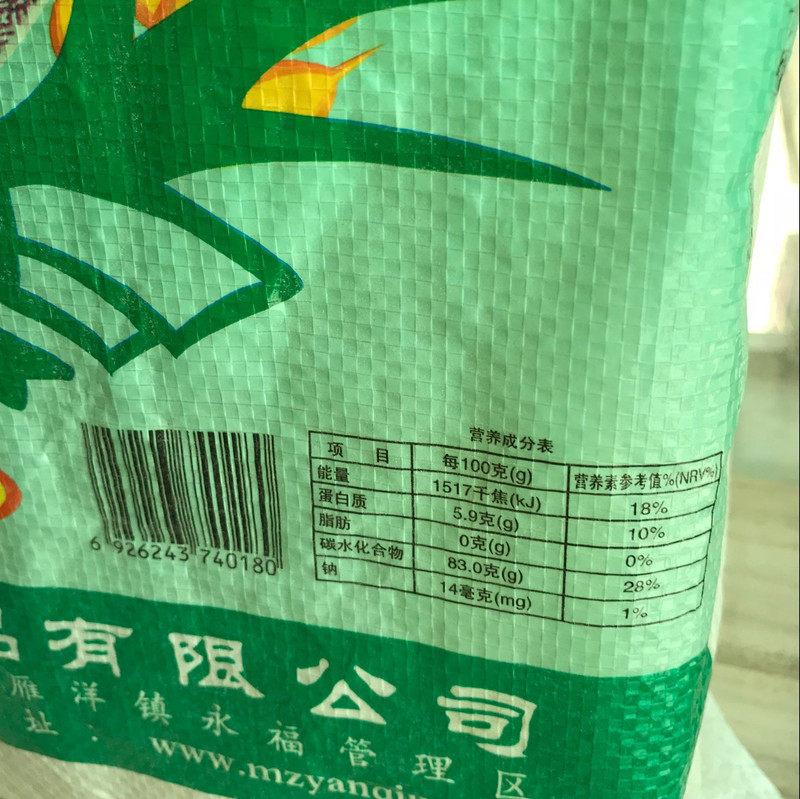 营养成分表
项 目 每100克(g) 营养素参考值%(NRV%)
能量 1517千焦(kJ) 18%
蛋白质 5.9克(g) 10%
脂肪 0克(g) 0%
碳水化合物 83.0克(g) 28%
钠 14毫克(mg) 1%
6 926243 740180
品有限公司
雁洋镇永福管理区
址：
www.mzyanqin